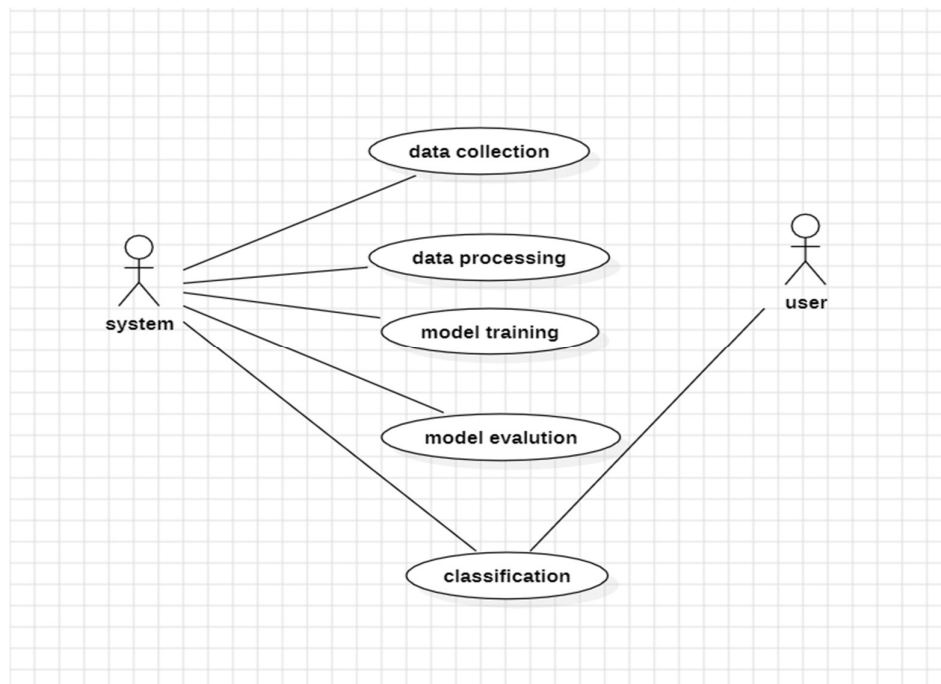 data collection
data processing
user
system
model training
model evalution
classification